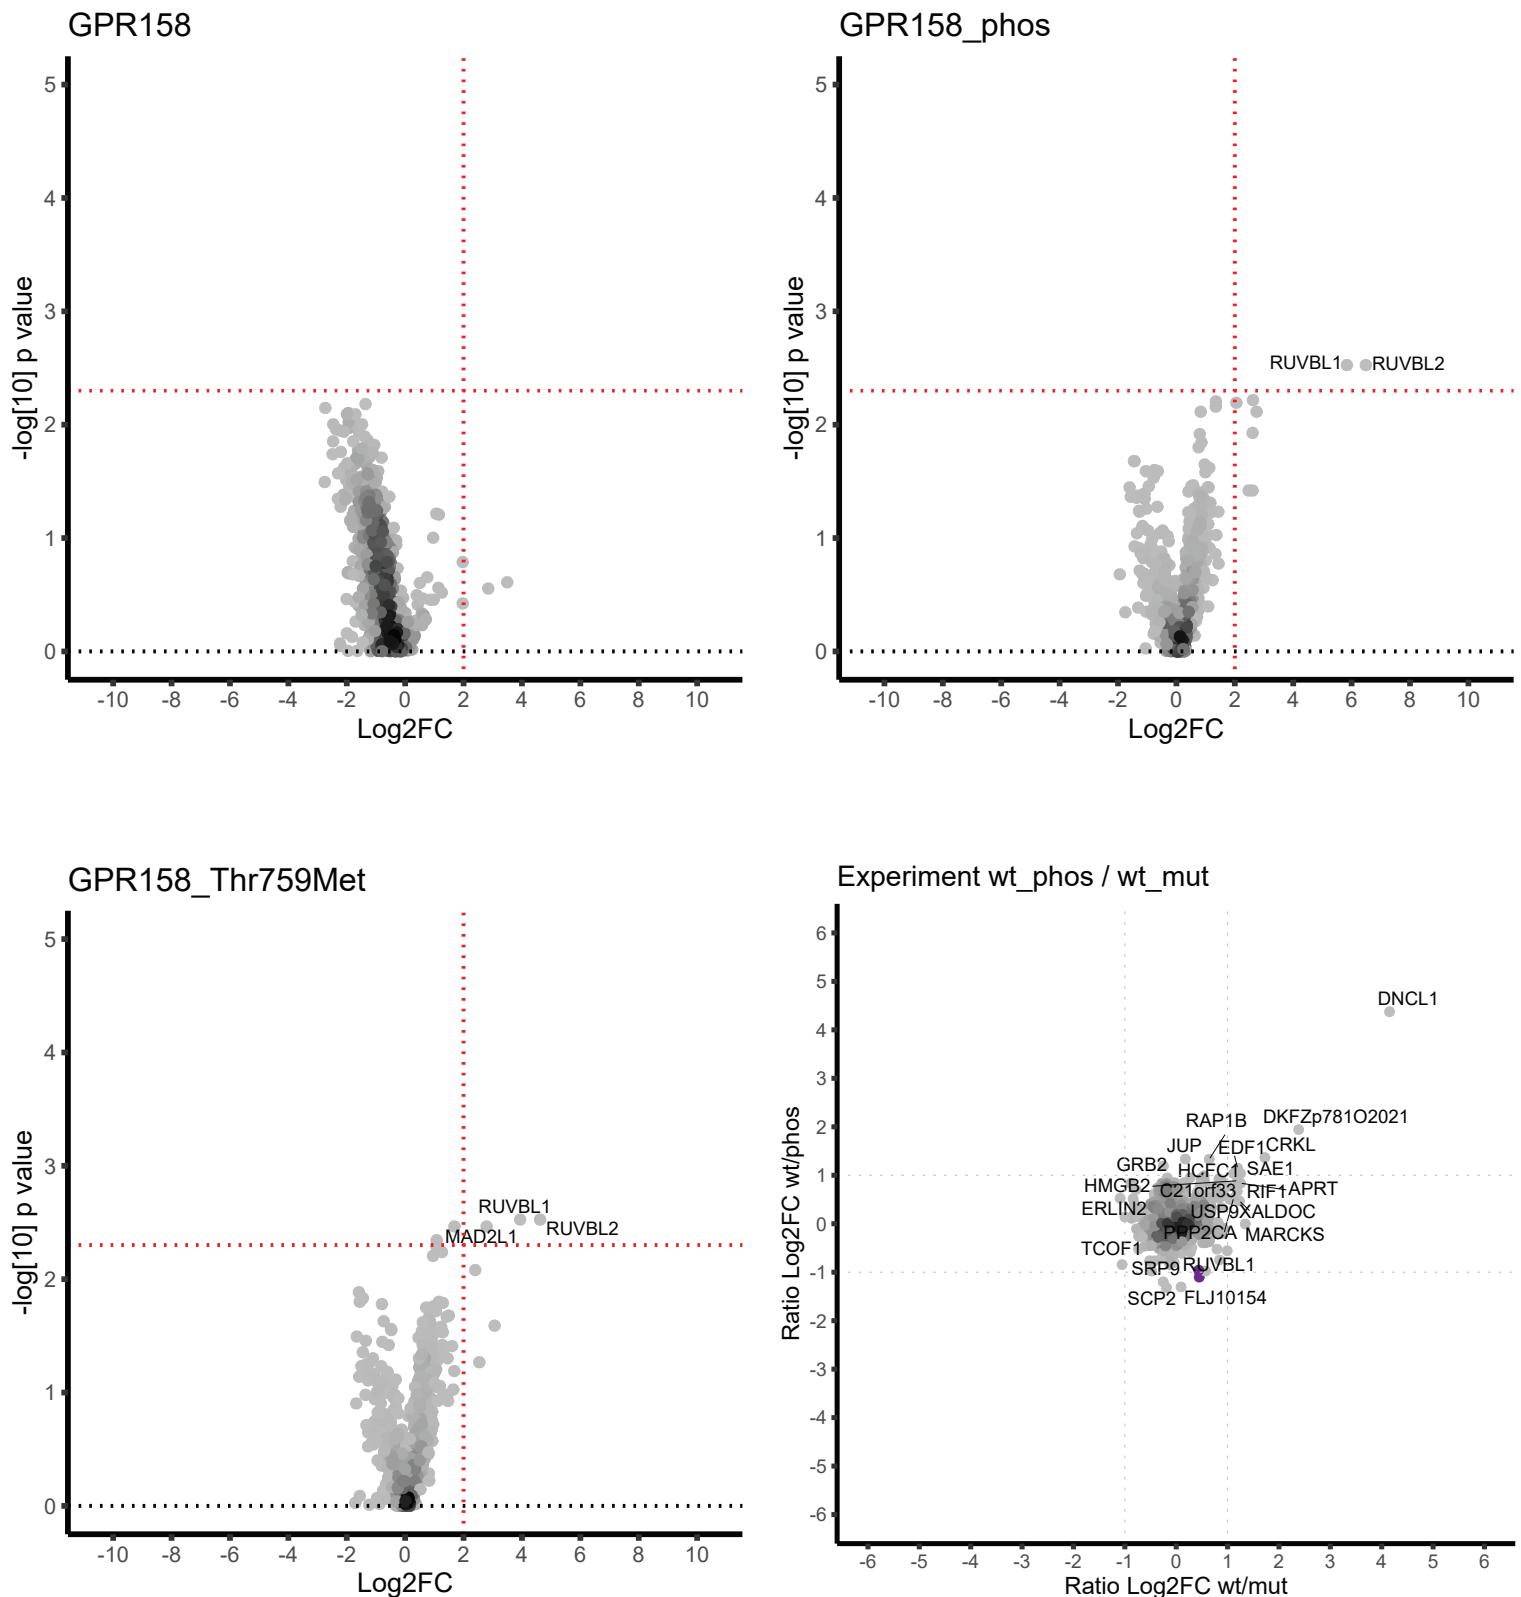 GPR158
5
4
3
2
1
0
-log[10] p value
-10 -8 -6 -4 -2 0 2 4 6 8 10
Log2FC
GPR158_phos
5
4
3
2
1
0
-log[10] p value
RUVBL1 RUVBL2
-10 -8 -6 -4 -2 0 2 4 6 8 10
Log2FC
GPR158_Thr759Met
5
4
3
2
1
0
-log[10] p value
RUVBL1
RUVBL2
MAD2L1
-10 -8 -6 -4 -2 0 2 4 6 8 10
Log2FC
Experiment wt_phos / wt_mut
6
5
4
3
2
1
0
-1
-2
-3
-4
-5
-6
Ratio Log2FC wt/phos
DNCL1
DKFZp781O2021
RAP1B
JUP EDF1 CRKL
GRB2 HCFC1 SAE1
HMGB2 C21orf33 RIF1 APRT
ERLIN2 USP9X ALDOC
PPP2CA MARCKS
TCOF1
SRP9 RUVBL1
SCP2 FLJ10154
-6 -5 -4 -3 -2 -1 0 1 2 3 4 5 6
Ratio Log2FC wt/mut